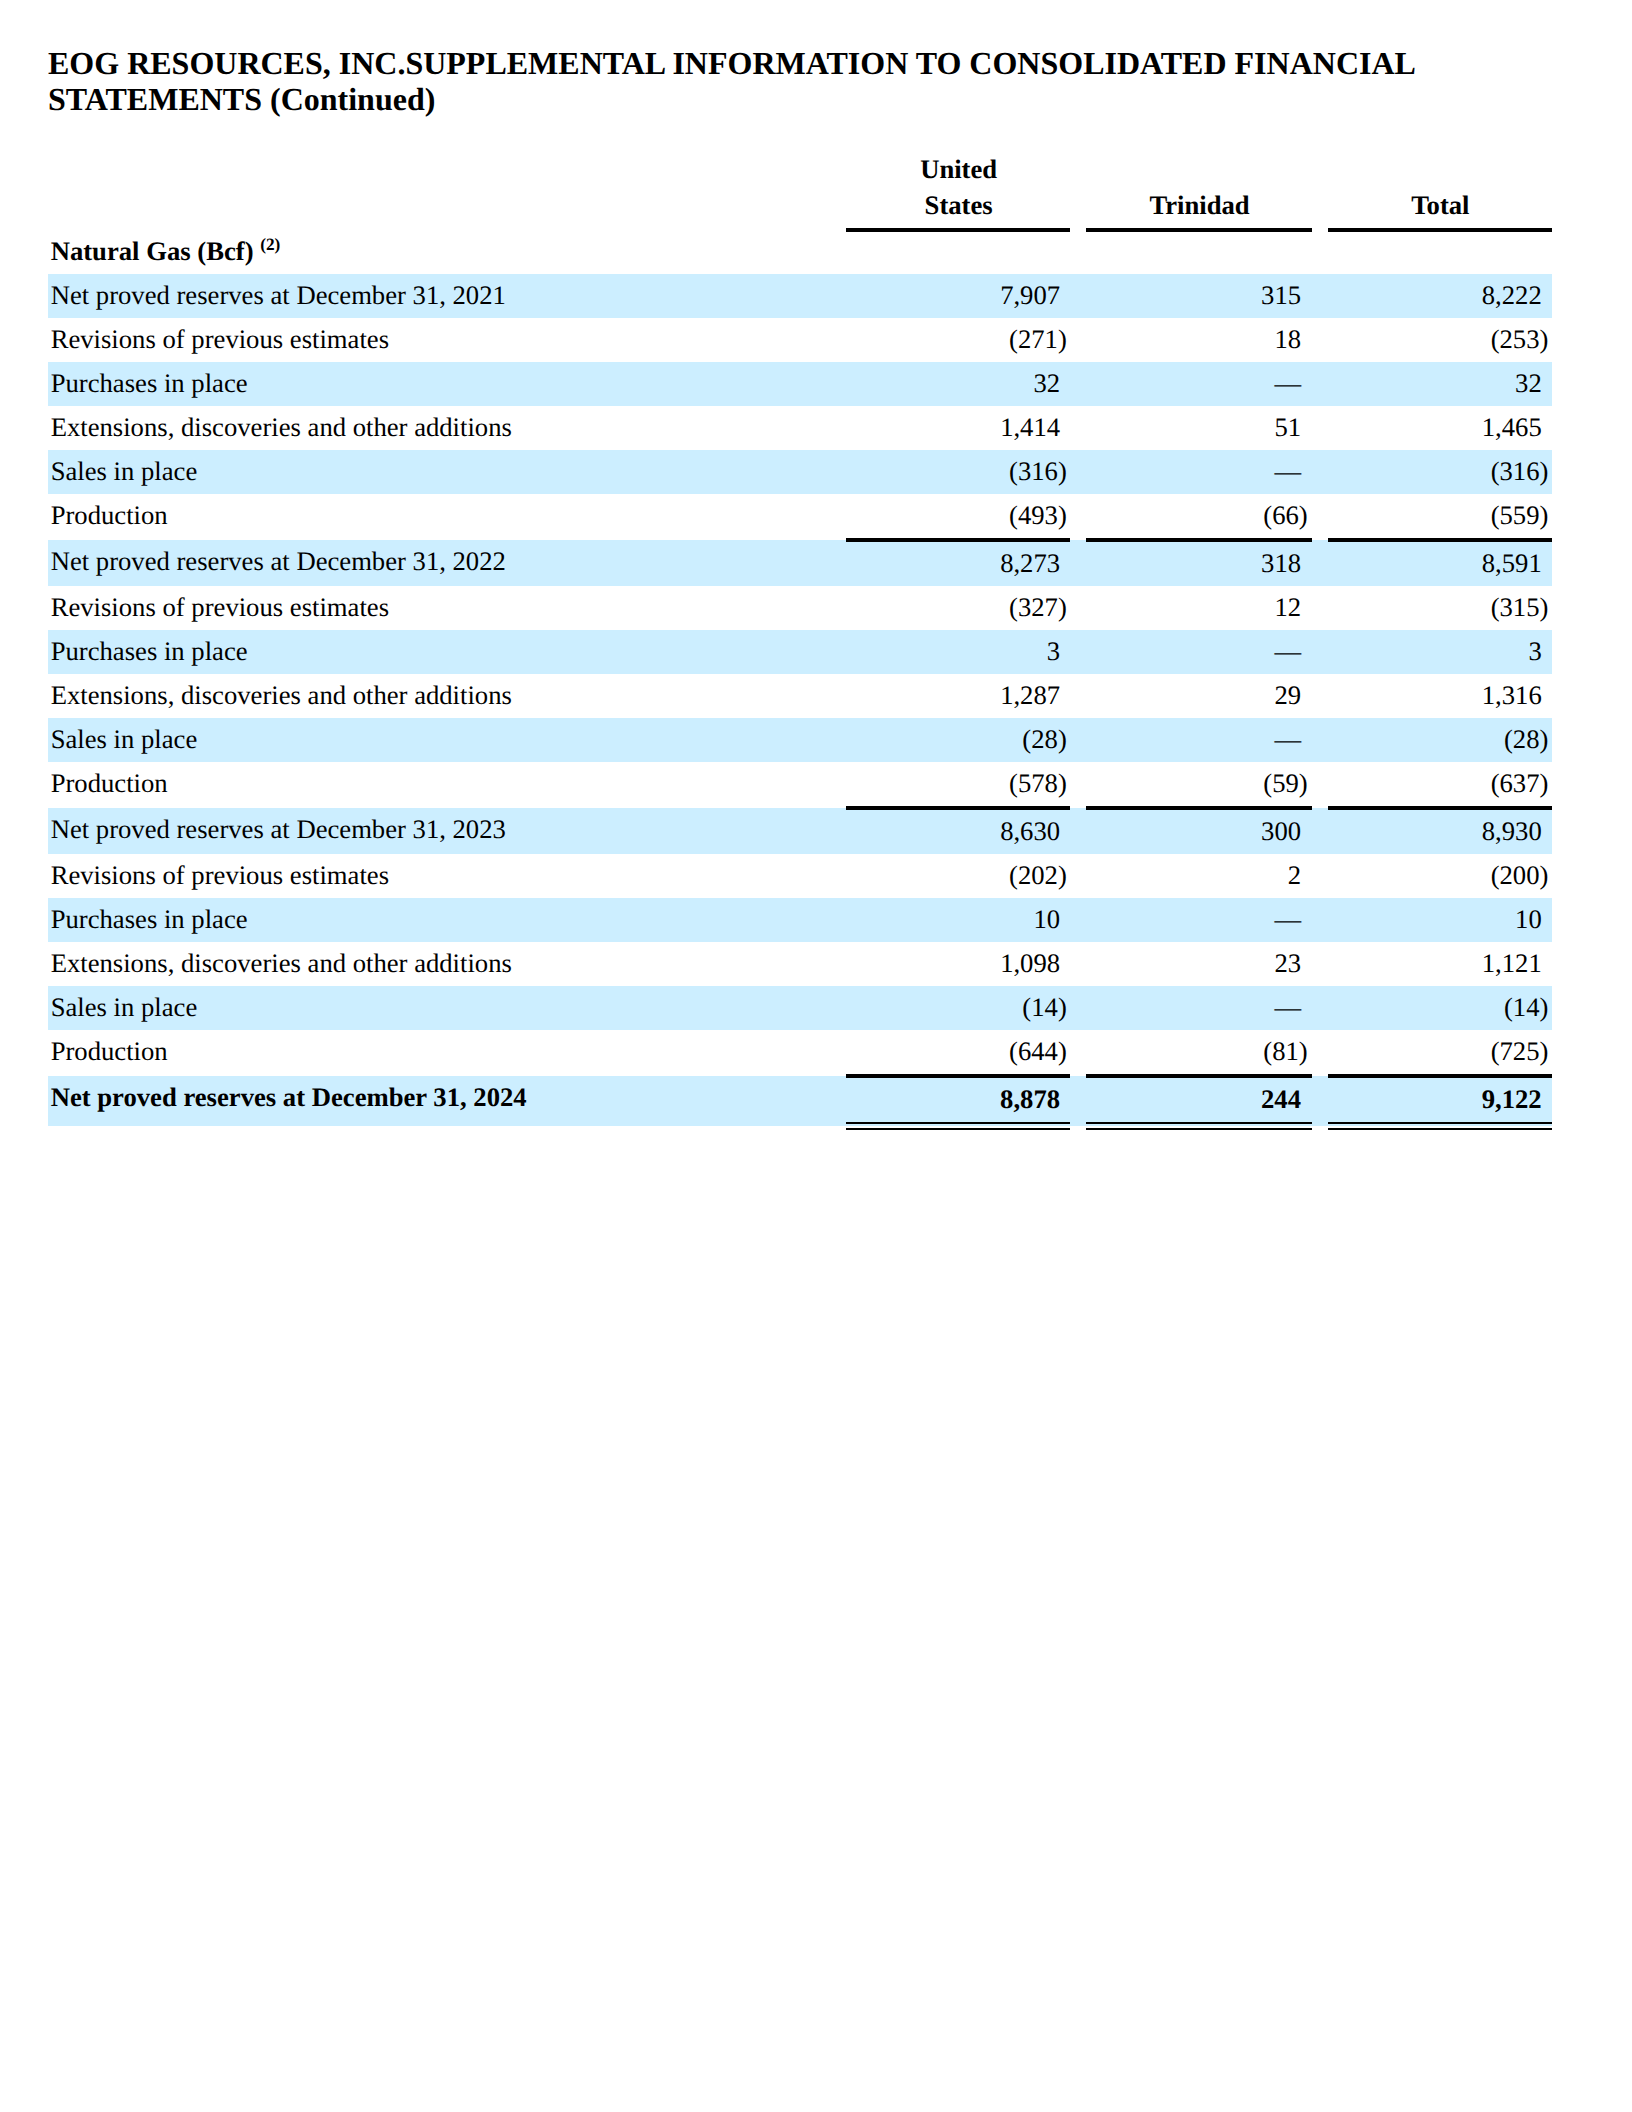 EOG RESOURCES, INC.SUPPLEMENTAL INFORMATION TO CONSOLIDATED FINANCIAL
STATEMENTS (Continued)
United
States Trinidad Total
Natural Gas (Bcf) (2)
Net proved reserves at December 31, 2021 7,907 315 8,222
Revisions of previous estimates (271) 18 (253)
Purchases in place 32 — 32
Extensions, discoveries and other additions 1,414 51 1,465
Sales in place (316) — (316)
Production (493) (66) (559)
Net proved reserves at December 31, 2022 8,273 318 8,591
Revisions of previous estimates (327) 12 (315)
Purchases in place 3 — 3
Extensions, discoveries and other additions 1,287 29 1,316
Sales in place (28) — (28)
Production (578) (59) (637)
Net proved reserves at December 31, 2023 8,630 300 8,930
Revisions of previous estimates (202) 2 (200)
Purchases in place 10 — 10
Extensions, discoveries and other additions 1,098 23 1,121
Sales in place (14) — (14)
Production (644) (81) (725)
Net proved reserves at December 31, 2024 8,878 244 9,122